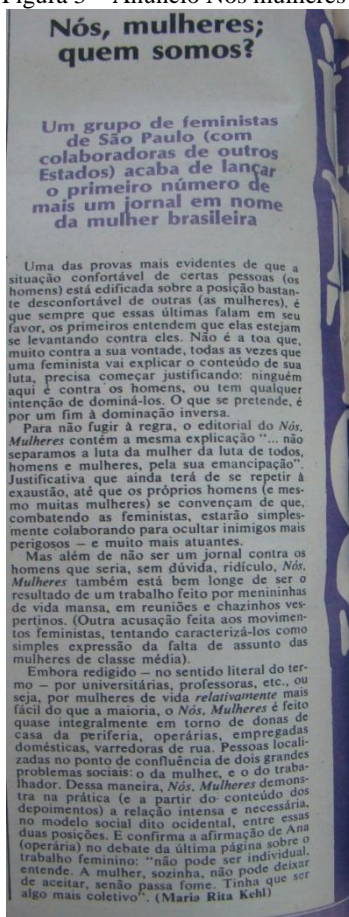 Figura 3 – Anúncio Nós mulheres
Nós, mulheres;
quem somos?
Um grupo de feministas
de São Paulo (com
colaboradoras de outros
Estados) acaba de lançar
o primeiro número de
mais um jornal em nome
da mulher brasileira
Uma das provas mais evidentes de que a
situação confortável de certas pessoas (os
homens) está edificada sobre a posição bastan-
te desconfortável de outras (as mulheres), é
que sempre que essas últimas falam em seu
favor, os primeiros entendem que elas estejam
se levantando contra eles. Não é a toa que,
muito contra a sua vontade, todas as vezes que
uma feminista vai explicar o conteúdo de sua
luta, precisa começar justificando: ninguém
aqui é contra os homens, ou tem qualquer
intenção de dominá-los. O que se pretende, é
por um fim à dominação inversa.
Para não fugir à regra, o editorial do Nós,
Mulheres contém a mesma explicação "... não
separamos a luta da mulher da luta de todos,
homens e mulheres, pela sua emancipação".
Justificativa que ainda terá de se repetir à
exaustão, até que os próprios homens (e mes-
mo muitas mulheres) se convençam de que,
combatendo as feministas, estarão simples-
mente colaborando para ocultar inimigos mais
perigosos – e muito mais atuantes.
Mas além de não ser um jornal contra os
homens que seria, sem dúvida, ridículo, Nós,
Mulheres também está bem longe de ser o
resultado de um trabalho feito por menininhas
de vida mansa, em reuniões e chazinhos ves-
pertinos. (Outra acusação feita aos movimen-
tos feministas, tentando caracterizá-los como
simples expressão da falta de assunto das
mulheres de classe média).
Embora redigido – no sentido literal do ter-
mo – por universitárias, professoras, etc., ou
seja, por mulheres de vida relativamente mais
fácil do que a maioria, o Nós, Mulheres é feito
quase integralmente em torno de donas de
casa da periferia, operárias, empregadas
domésticas, varredoras de rua. Pessoas locali-
zadas no ponto de confluência de dois grandes
problemas sociais: o da mulher, e o do traba-
lhador. Dessa maneira, Nós, Mulheres demons-
tra na prática (e a partir do conteúdo dos
depoimentos) a relação intensa e necessária,
no modelo social dito ocidental, entre essas
duas posições. E confirma a afirmação de Ana
(operária) no debate da última página sobre o
trabalho feminino: "não pode ser individual,
entende. A mulher, sozinha, não pode deixar
de aceitar, senão passa fome. Tinha que ser
algo mais coletivo". (Maria Rita Kehl)